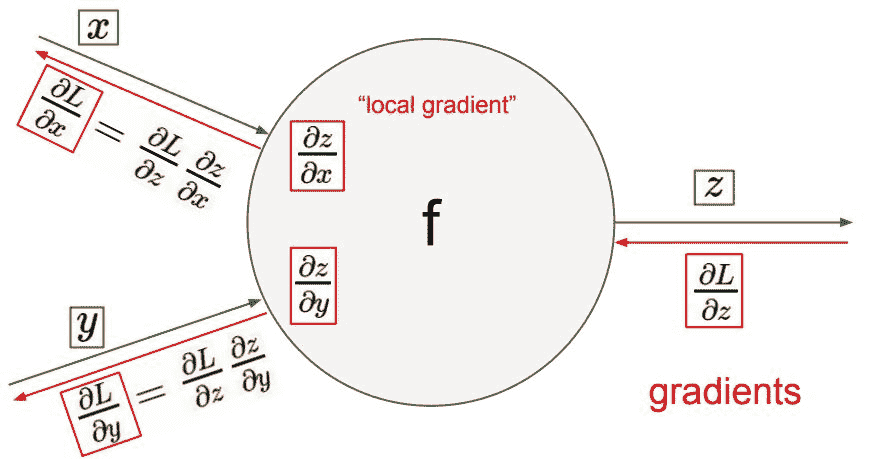 x
∂L/∂x = ∂L/∂z ∂z/∂x
“local gradient”
∂z/∂x
f
z
∂z/∂y
∂L/∂z
y
∂L/∂y = ∂L/∂z ∂z/∂y
gradients